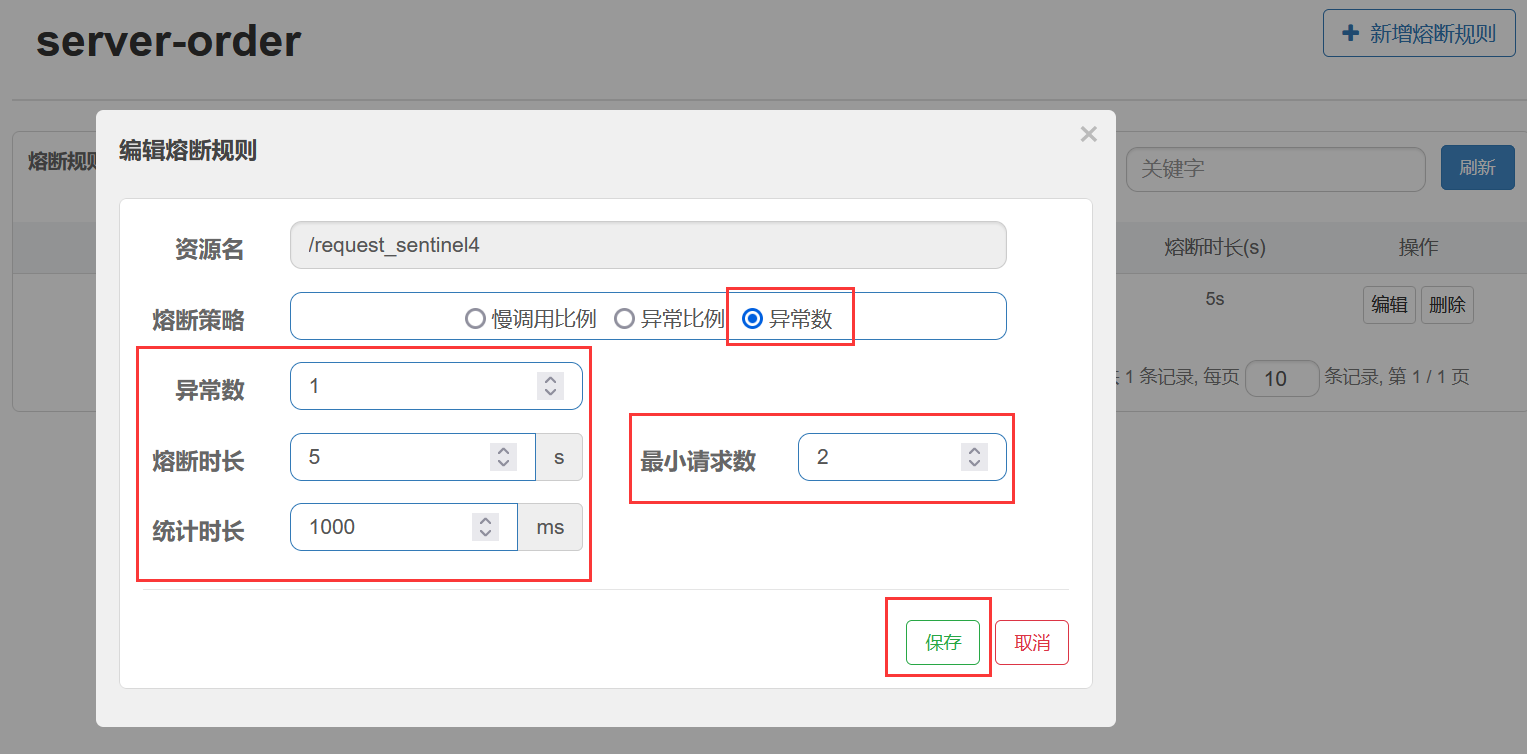 server-order
新增熔断规则
编辑熔断规则
熔断规则
关键字
刷新
资源名 /request_sentinel4
熔断时长(s) 操作
熔断策略 慢调用比例 异常比例 异常数
5s 编辑 删除
异常数 1
1 条记录, 每页 10 条记录, 第 1 / 1 页
熔断时长 5 s 最小请求数 2
统计时长 1000 ms
保存 取消